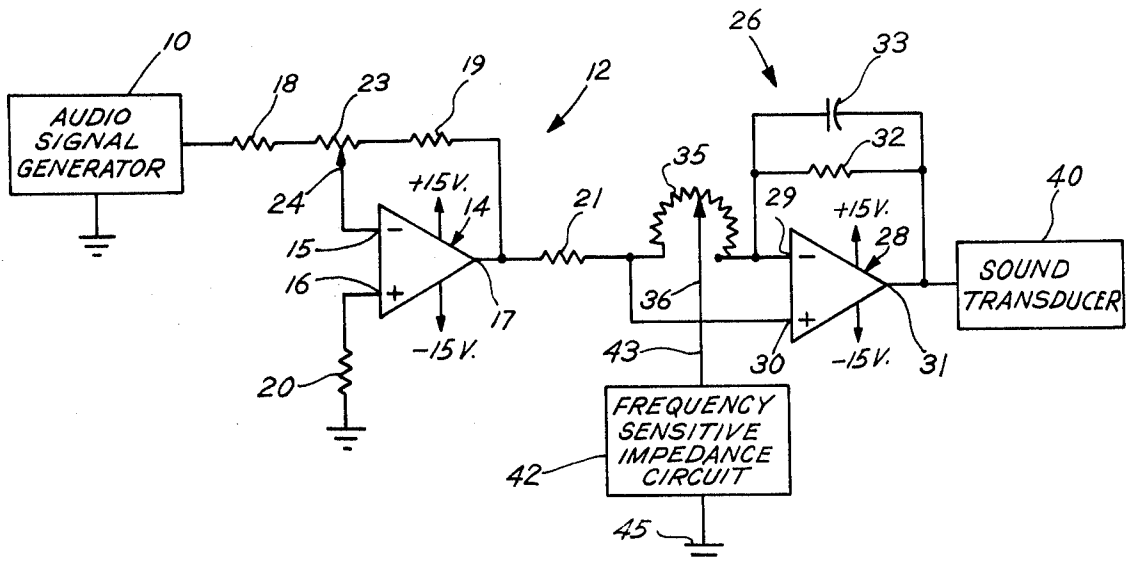 10
AUDIO
SIGNAL
GENERATOR
18
23
19
12
24
+15V.
14
15
16
17
-15V.
20
21
26
33
32
35
29
+15V.
28
36
43
30
31
-15V.
40
SOUND
TRANSDUCER
FREQUENCY
SENSITIVE
IMPEDANCE
CIRCUIT
42
45